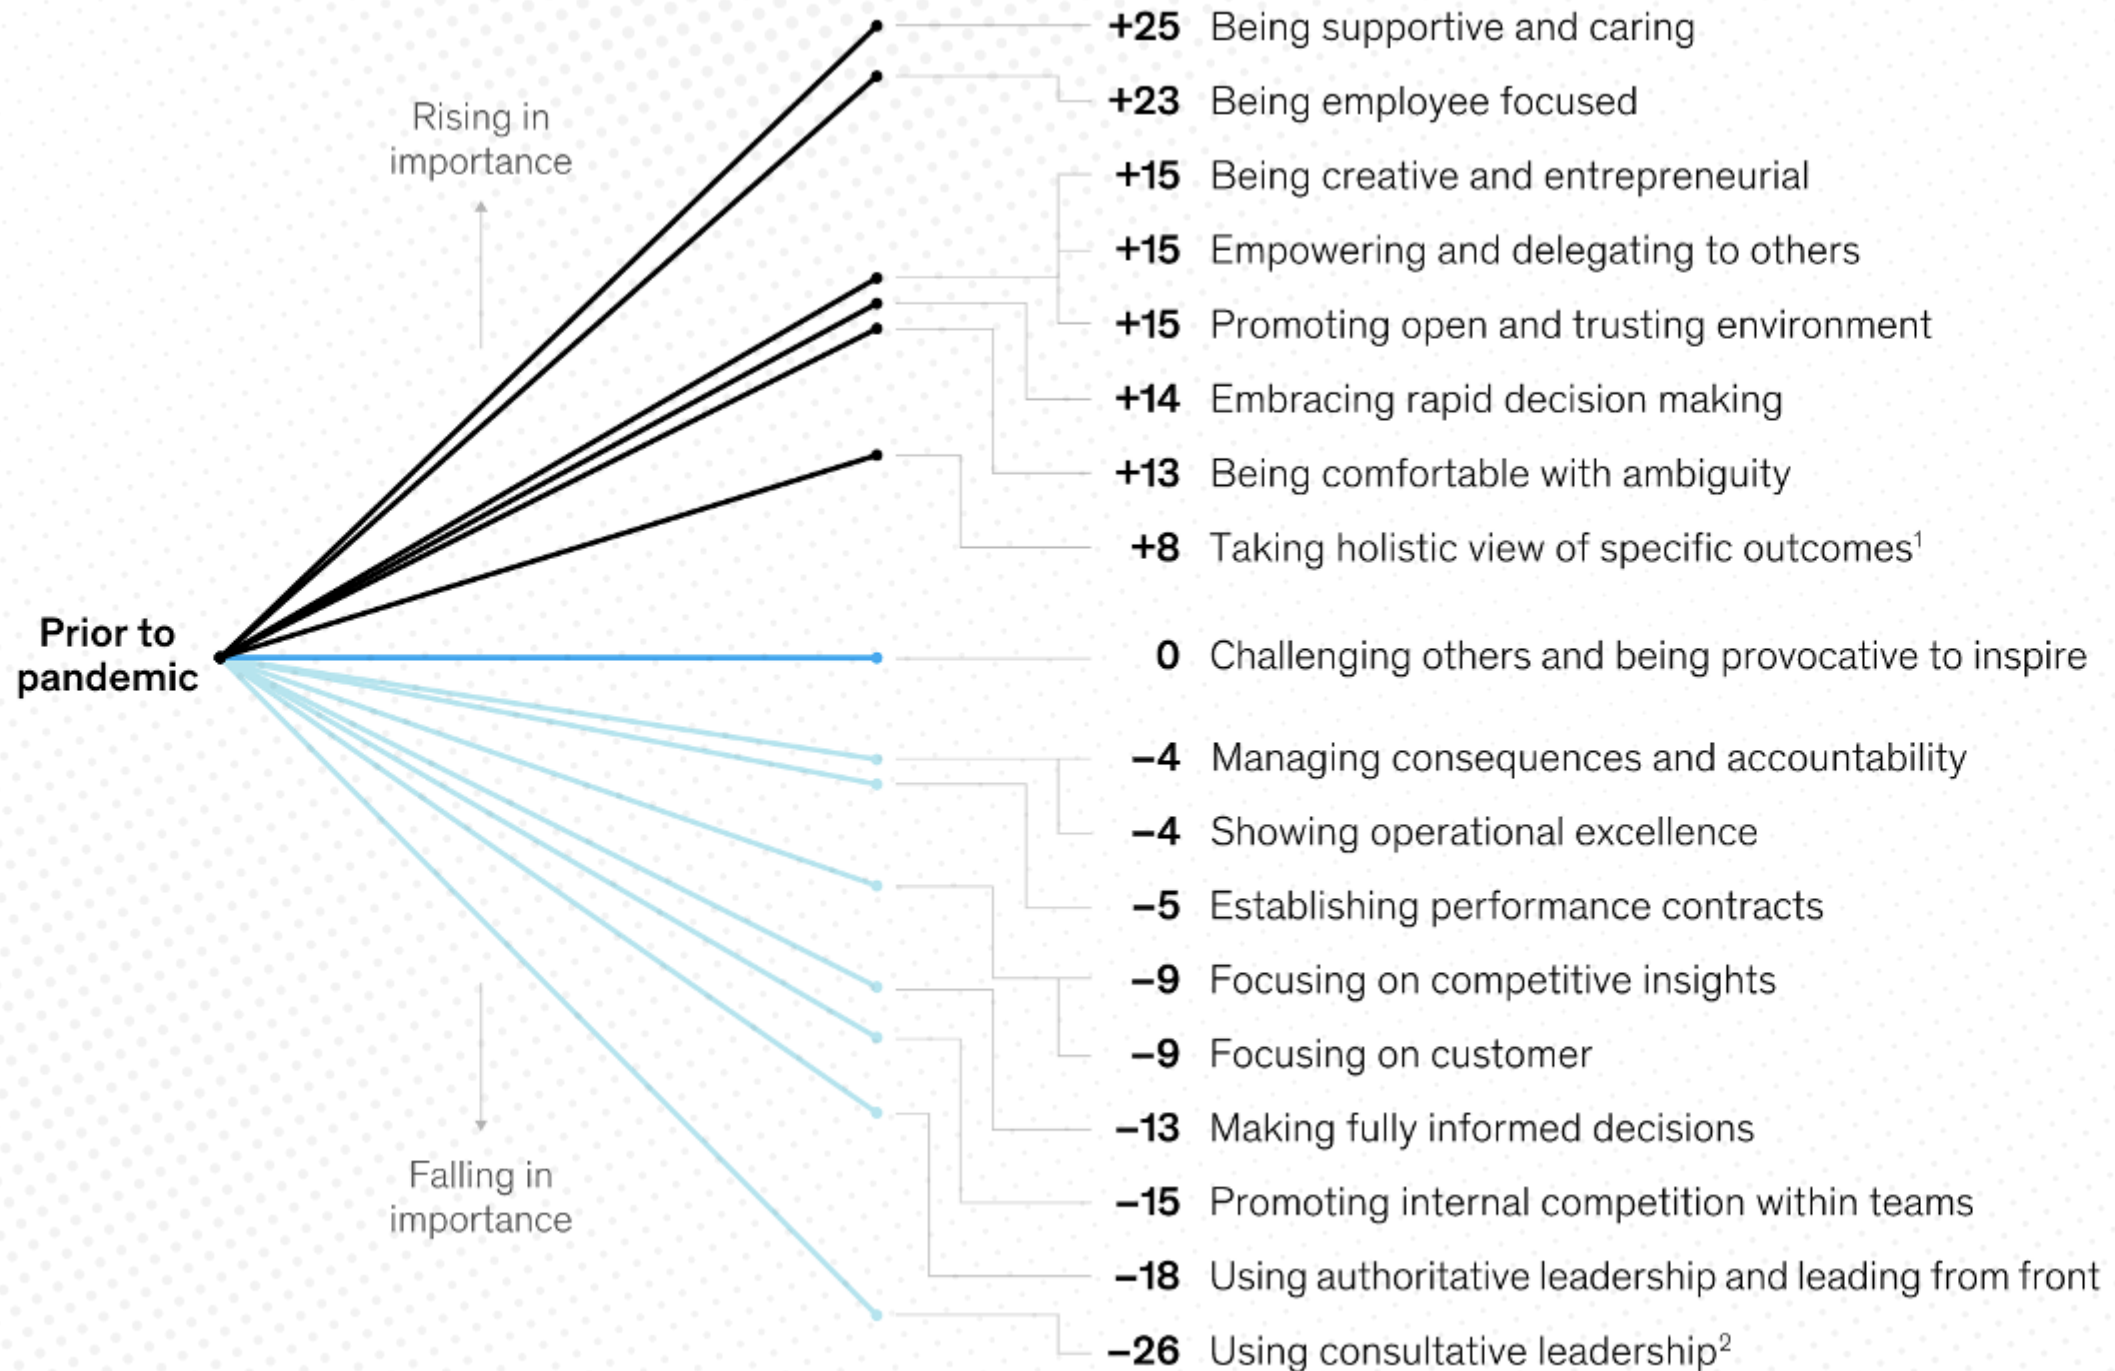 +25 Being supportive and caring
+23 Being employee focused
Rising in
importance
+15 Being creative and entrepreneurial
+15 Empowering and delegating to others
+15 Promoting open and trusting environment
+14 Embracing rapid decision making
+13 Being comfortable with ambiguity
+8 Taking holistic view of specific outcomes¹
Prior to
pandemic
0 Challenging others and being provocative to inspire
–4 Managing consequences and accountability
–4 Showing operational excellence
–5 Establishing performance contracts
–9 Focusing on competitive insights
–9 Focusing on customer
–13 Making fully informed decisions
Falling in
importance
–15 Promoting internal competition within teams
–18 Using authoritative leadership and leading from front
–26 Using consultative leadership²